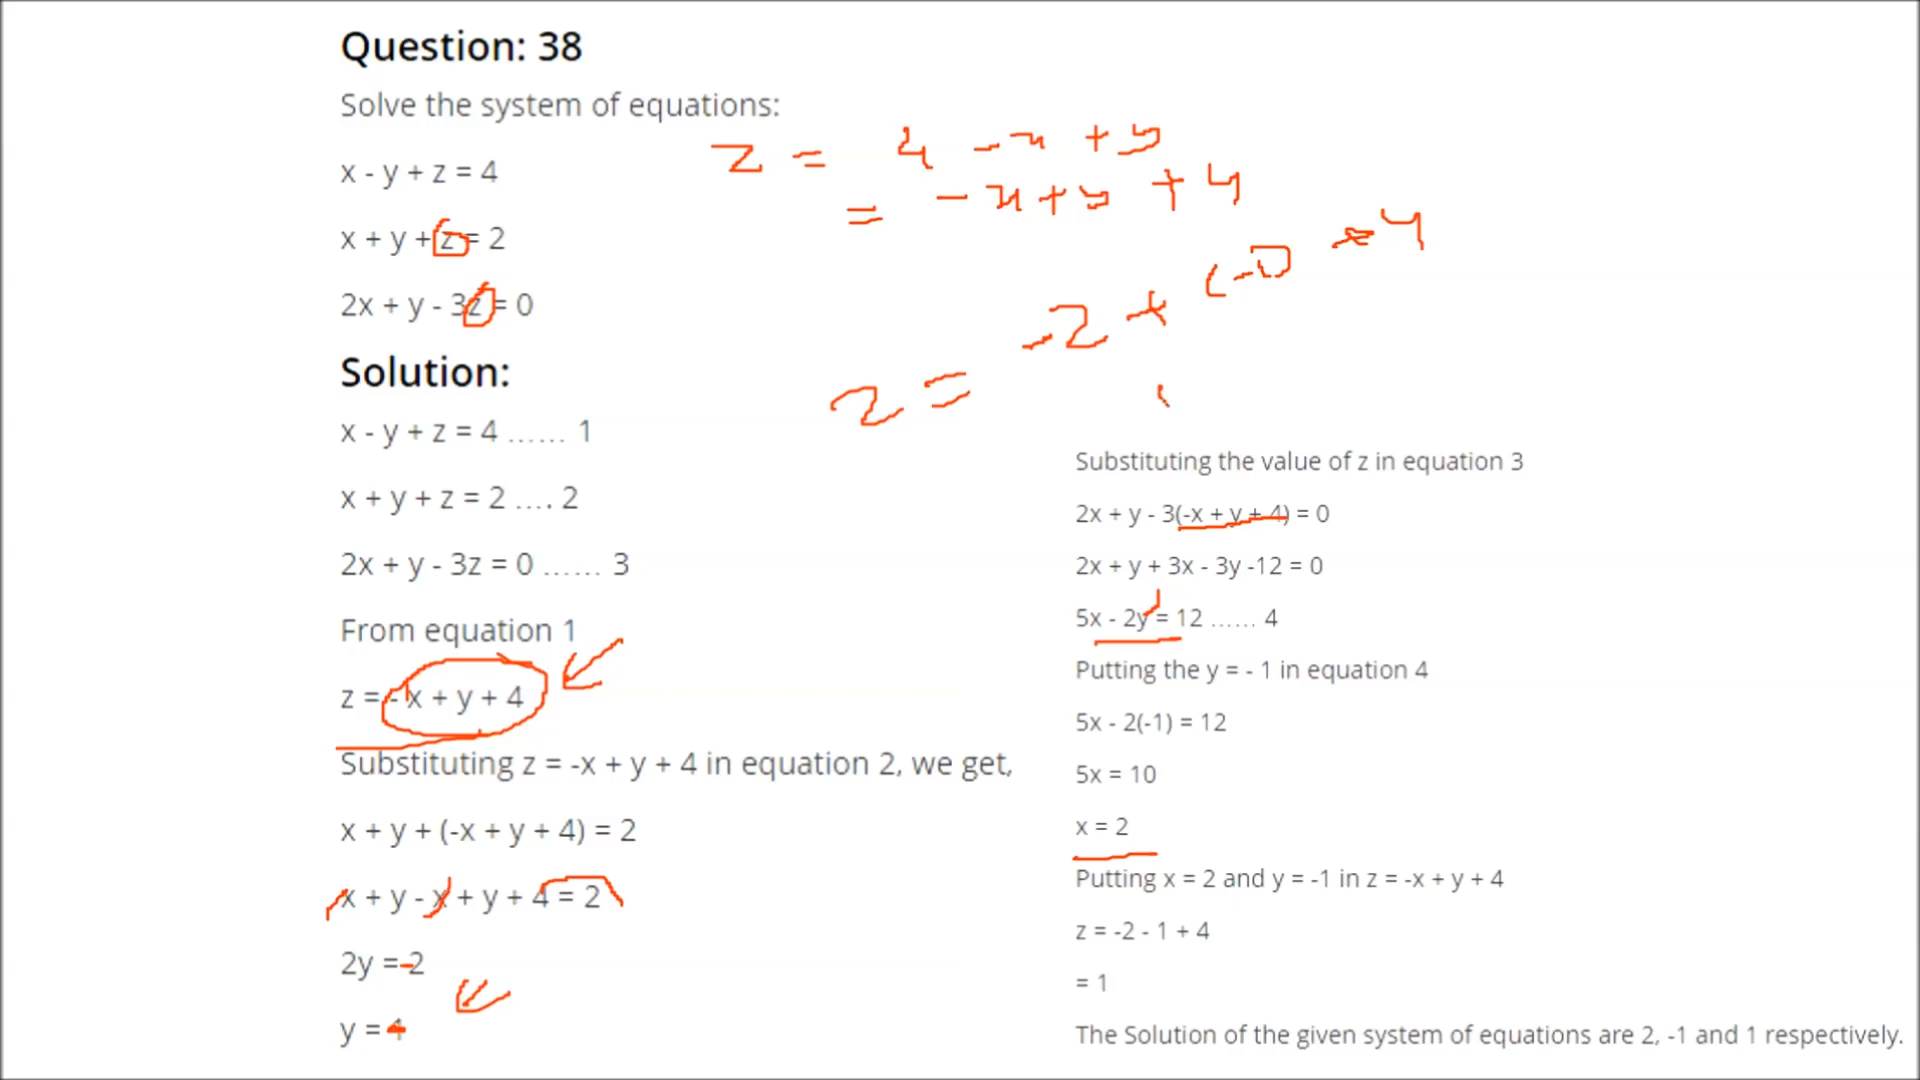 Question: 38
Solve the system of equations:
x - y + z = 4
x + y + z = 2
2x + y - 3z = 0
z = 4 - x + y
= - x + y + 4
z = -2 + (-1) + 4
Solution:
x - y + z = 4 ...... 1
x + y + z = 2 .... 2
2x + y - 3z = 0 ...... 3
From equation 1
z = -x + y + 4
Substituting z = -x + y + 4 in equation 2, we get,
x + y + (-x + y + 4) = 2
x + y - x + y + 4 = 2
2y = -2
y =
Substituting the value of z in equation 3
2x + y - 3(-x + y + 4) = 0
2x + y + 3x - 3y -12 = 0
5x - 2y = 12 ...... 4
Putting the y = - 1 in equation 4
5x - 2(-1) = 12
5x = 10
x = 2
Putting x = 2 and y = -1 in z = -x + y + 4
z = -2 - 1 + 4
= 1
The Solution of the given system of equations are 2, -1 and 1 respectively.